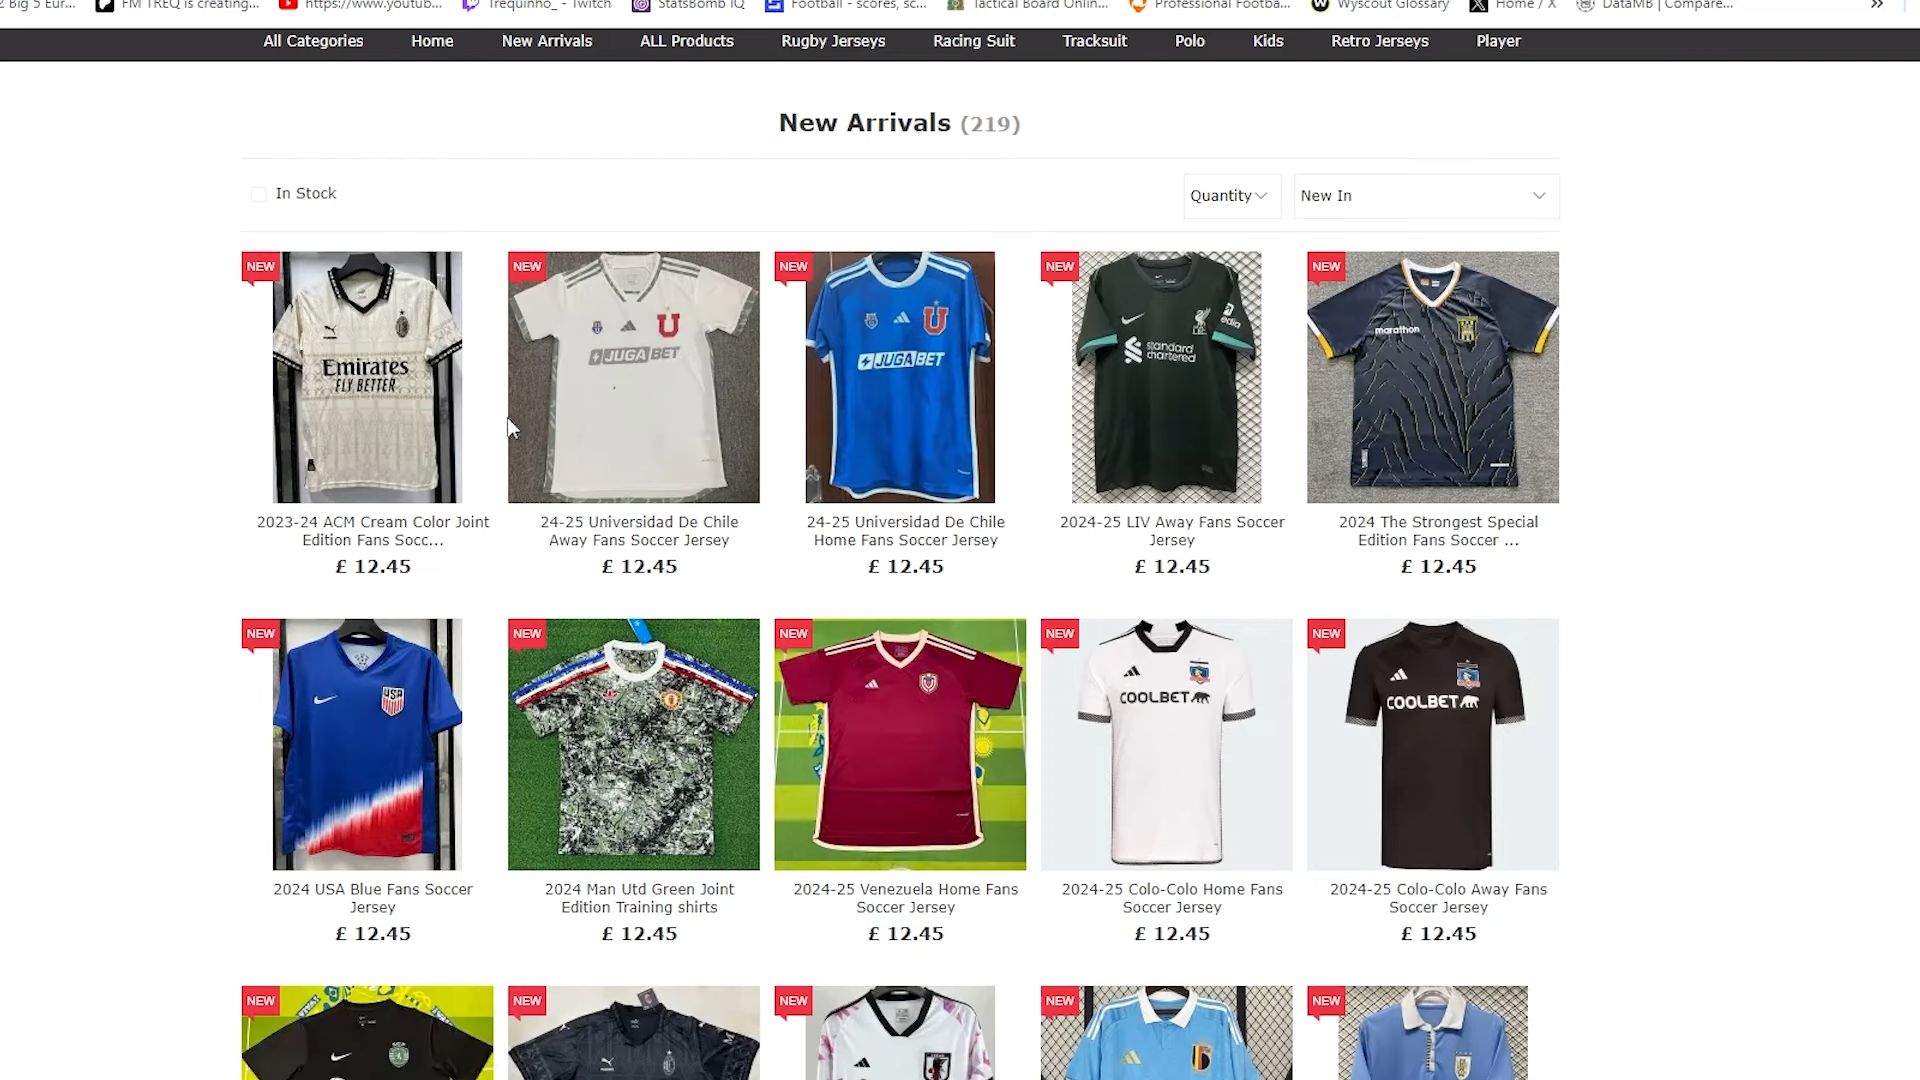 2 Big 5 Eur... FM TREQ is creating... https://www.youtub... Trequinho_ - Twitch StatsBomb IQ Football - scores, sc... Tactical Board Onlin... Professional Footba... Wyscout Glossary Home / X DataMB | Compare...
All Categories Home New Arrivals ALL Products Rugby Jerseys Racing Suit Tracksuit Polo Kids Retro Jerseys Player
New Arrivals (219)
In Stock Quantity New In
NEW NEW NEW NEW NEW
Emirates
FLY BETTER
U
JUGABET
U
JUGABET
standard
chartered
marathon
2023-24 ACM Cream Color Joint
Edition Fans Socc...
£ 12.45
24-25 Universidad De Chile
Away Fans Soccer Jersey
£ 12.45
24-25 Universidad De Chile
Home Fans Soccer Jersey
£ 12.45
2024-25 LIV Away Fans Soccer
Jersey
£ 12.45
2024 The Strongest Special
Edition Fans Soccer ...
£ 12.45
NEW NEW NEW NEW NEW
USA
COOLBET
COOLBET
2024 USA Blue Fans Soccer
Jersey
£ 12.45
2024 Man Utd Green Joint
Edition Training shirts
£ 12.45
2024-25 Venezuela Home Fans
Soccer Jersey
£ 12.45
2024-25 Colo-Colo Home Fans
Soccer Jersey
£ 12.45
2024-25 Colo-Colo Away Fans
Soccer Jersey
£ 12.45
NEW NEW NEW NEW NEW